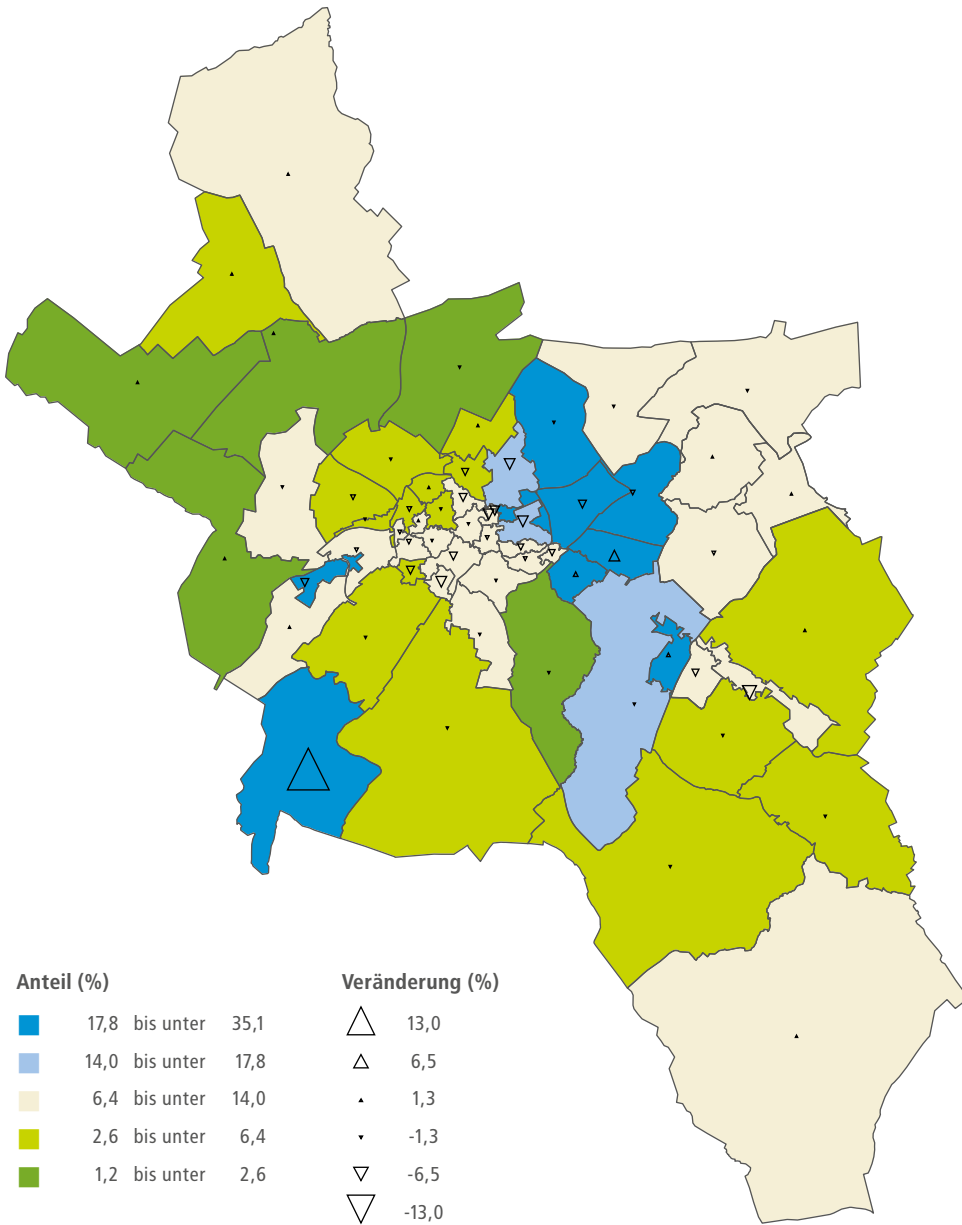 Anteil (%)
17,8 bis unter 35,1
14,0 bis unter 17,8
6,4 bis unter 14,0
2,6 bis unter 6,4
1,2 bis unter 2,6
Veränderung (%)
13,0
6,5
1,3
-1,3
-6,5
-13,0